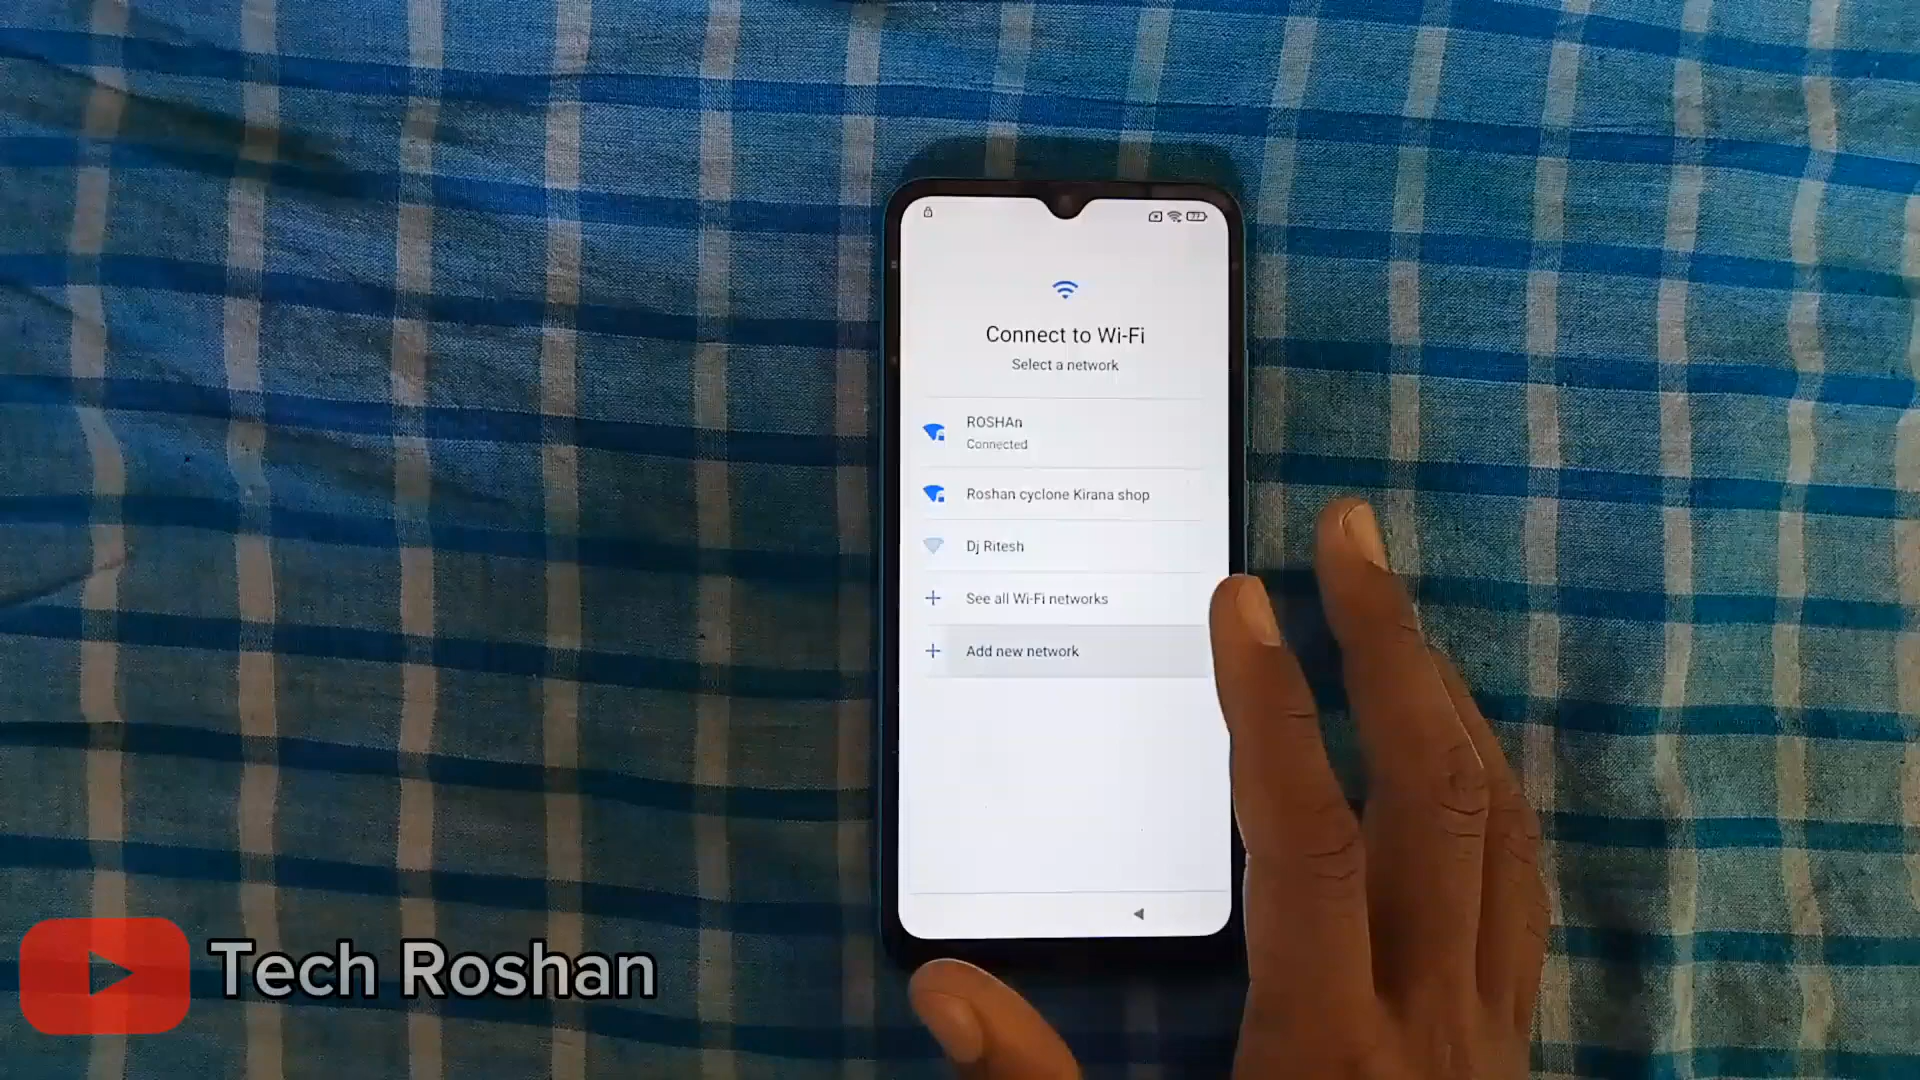 77
Connect to Wi-Fi
Select a network
ROSHAn
Connected
Roshan cyclone Kirana shop
Dj Ritesh
See all Wi-Fi networks
Add new network
Tech Roshan